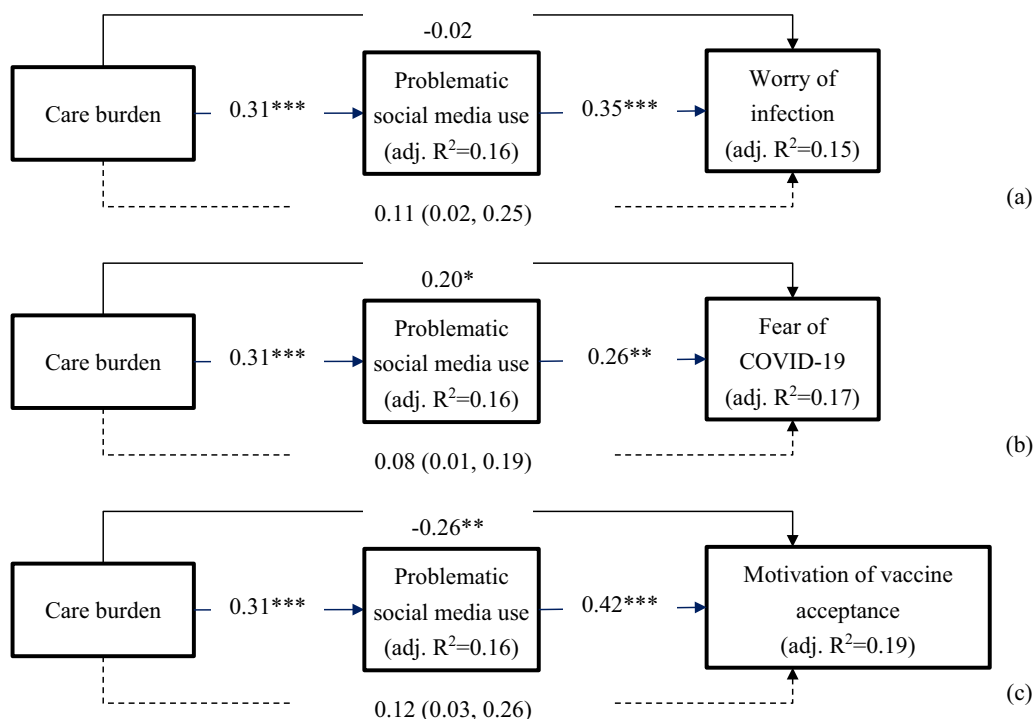 -0.02
Care burden
0.31***
Problematic
social media use
(adj. R²=0.16)
0.35***
Worry of
infection
(adj. R²=0.15)
0.11 (0.02, 0.25)
(a)
0.20*
Care burden
0.31***
Problematic
social media use
(adj. R²=0.16)
0.26**
Fear of
COVID-19
(adj. R²=0.17)
0.08 (0.01, 0.19)
(b)
-0.26**
Care burden
0.31***
Problematic
social media use
(adj. R²=0.16)
0.42***
Motivation of vaccine
acceptance
(adj. R²=0.19)
0.12 (0.03, 0.26)
(c)